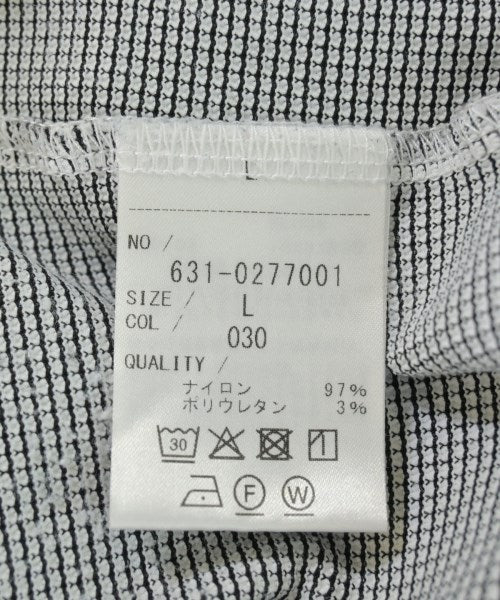 L
NO /
631-0277001
SIZE / L
COL / 030
QUALITY /
ナイロン 97%
ポリウレタン 3%
30
F W